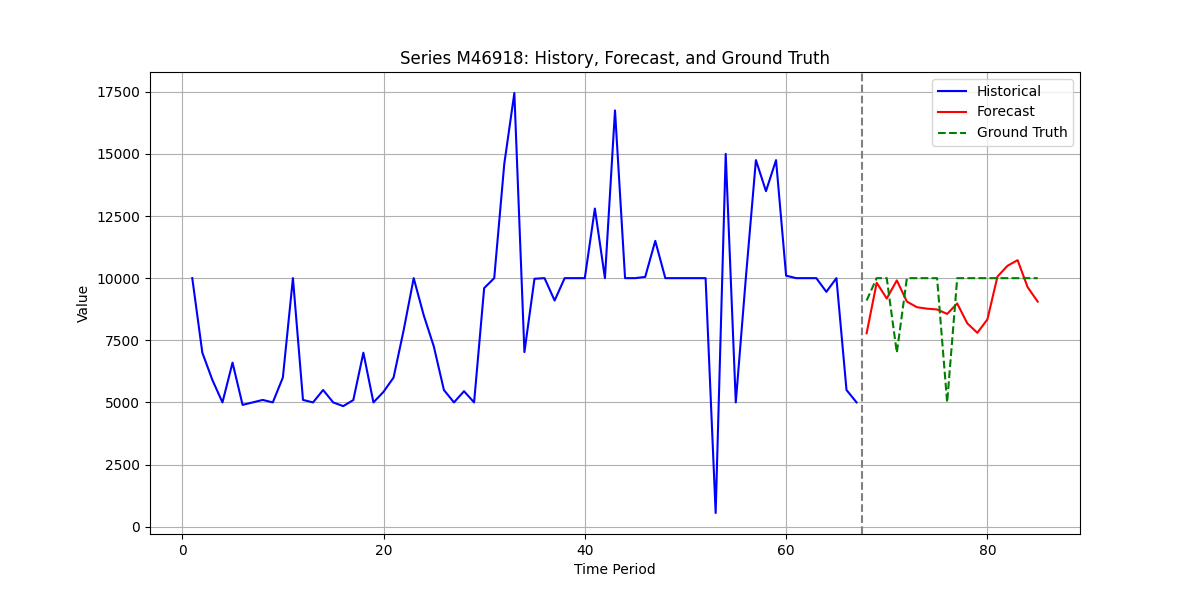 Series M46918: History, Forecast, and Ground Truth
17500
15000
12500
10000
7500
5000
2500
0
Value
0 20 40 60 80
Time Period
Historical
Forecast
Ground Truth